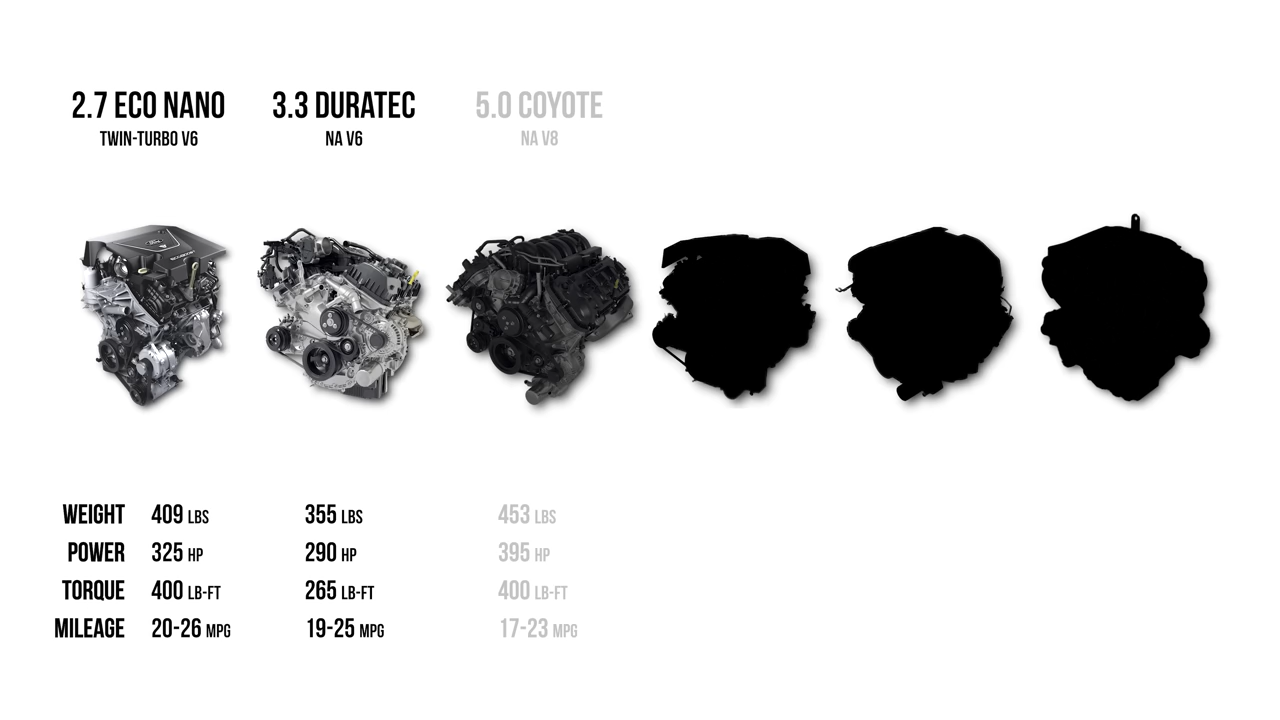 2.7 ECO NANO
TWIN-TURBO V6
3.3 DURATEC
NA V6
5.0 COYOTE
NA V8
WEIGHT 409 LBS 355 LBS 453 LBS
POWER 325 HP 290 HP 395 HP
TORQUE 400 LB-FT 265 LB-FT 400 LB-FT
MILEAGE 20-26 MPG 19-25 MPG 17-23 MPG